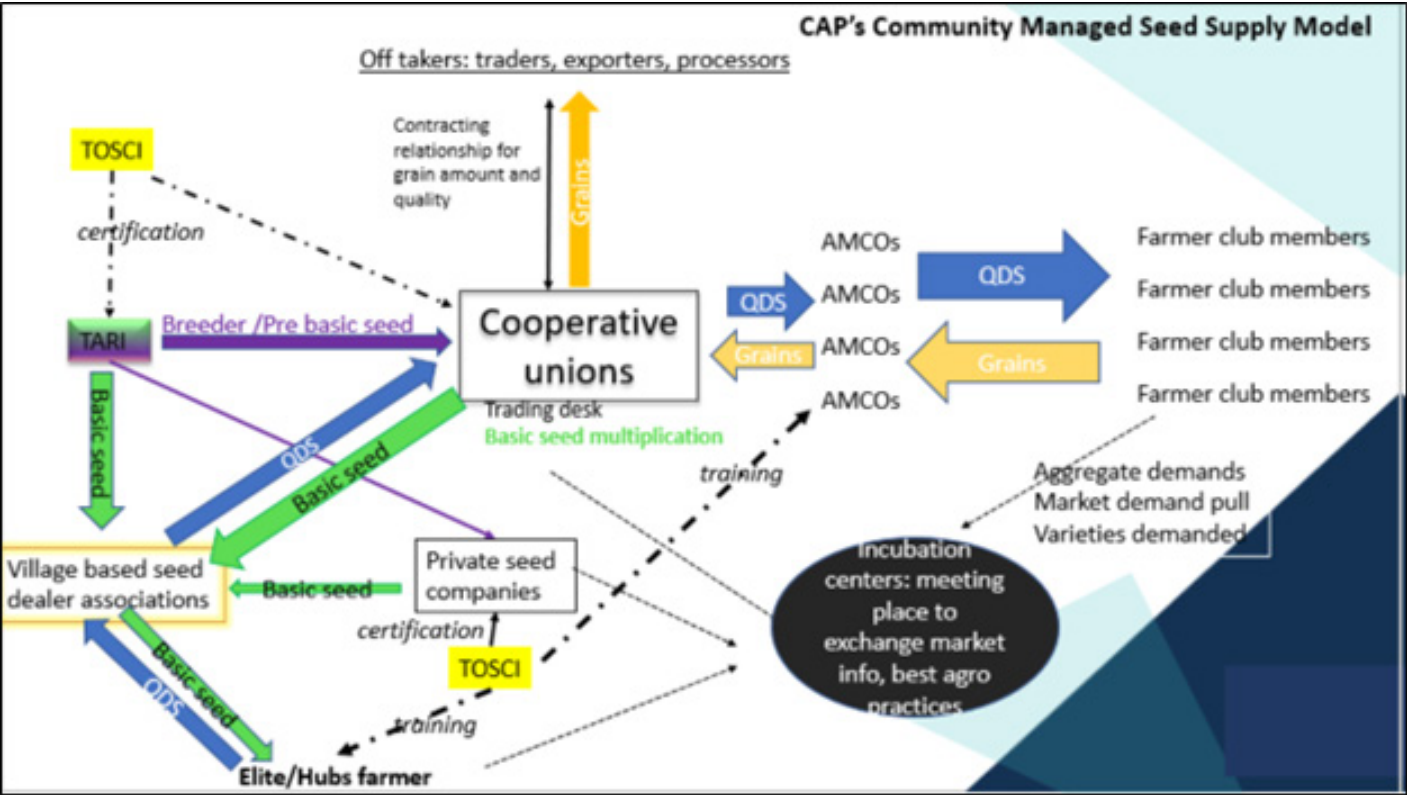 CAP's Community Managed Seed Supply Model
Off takers: traders, exporters, processors
Contracting
relationship for
grain amount and
quality
Grains
TOSCI
certification
TARI
Breeder /Pre basic seed
Cooperative
unions
Trading desk
Basic seed multiplication
QDS
Grains
AMCOs
AMCOs
AMCOs
AMCOs
QDS
Grains
Farmer club members
Farmer club members
Farmer club members
Farmer club members
Basic seed
QDS
Basic seed
training
Aggregate demands
Market demand pull
Varieties demanded
Village based seed
dealer associations
Basic seed
Private seed
companies
certification
TOSCI
training
Basic seed
QDS
Elite/Hubs farmer
Incubation
centers: meeting
place to
exchange market
info, best agro
practices